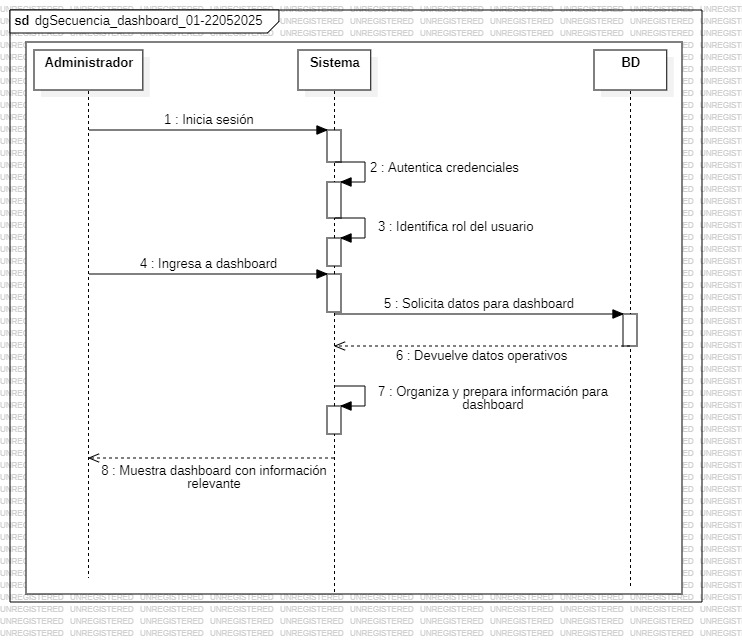 sd dgSecuencia_dashboard_01-22052025
Administrador
Sistema
BD
1 : Inicia sesión
2 : Autentica credenciales
3 : Identifica rol del usuario
4 : Ingresa a dashboard
5 : Solicita datos para dashboard
6 : Devuelve datos operativos
7 : Organiza y prepara información para
dashboard
8 : Muestra dashboard con información
relevante
UNREGISTERED